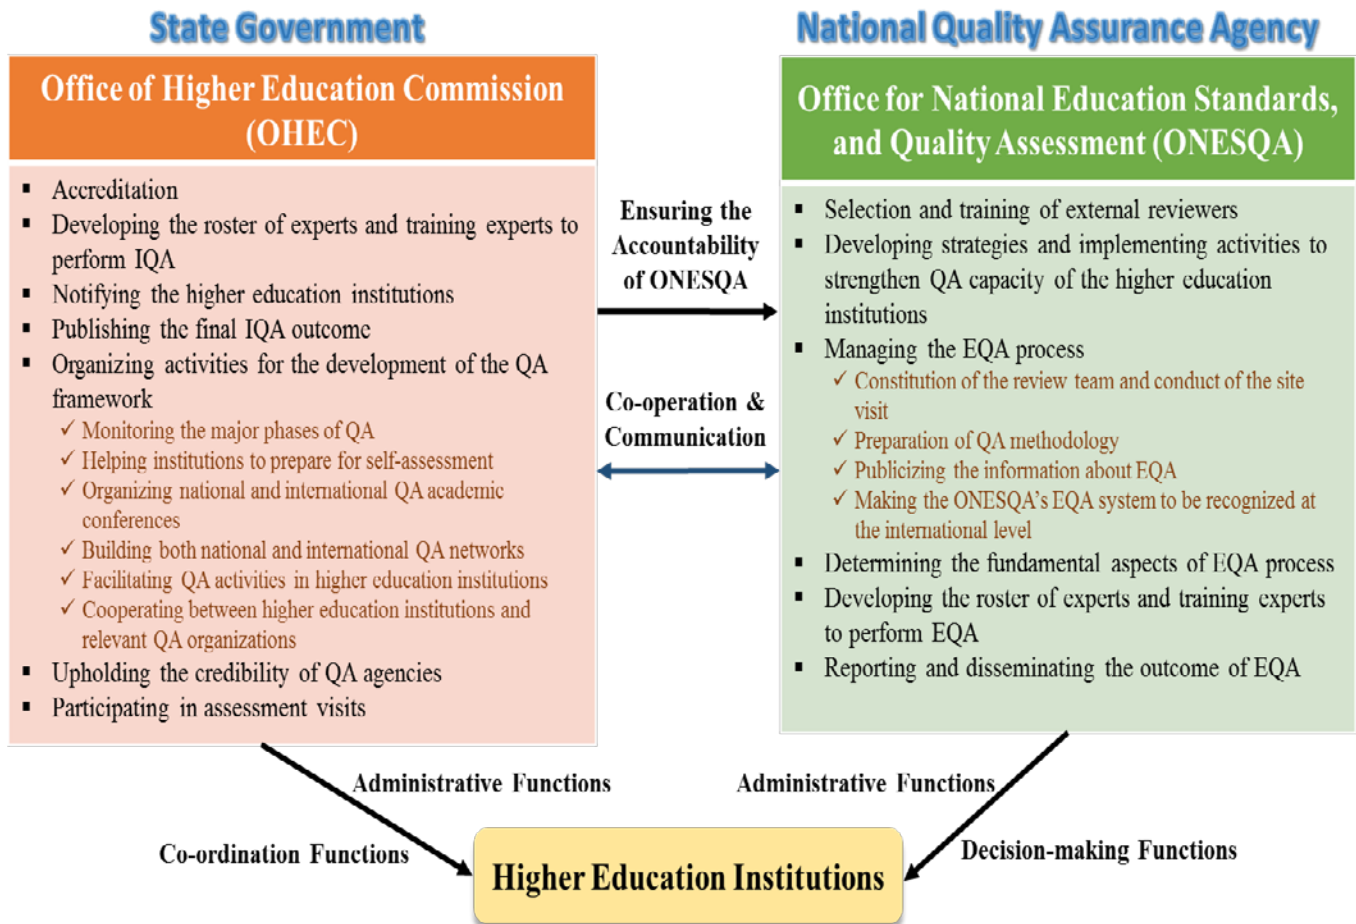 State Government
Office of Higher Education Commission
(OHEC)
▪ Accreditation
▪ Developing the roster of experts and training experts to
perform IQA
▪ Notifying the higher education institutions
▪ Publishing the final IQA outcome
▪ Organizing activities for the development of the QA
framework
✓ Monitoring the major phases of QA
✓ Helping institutions to prepare for self-assessment
✓ Organizing national and international QA academic
conferences
✓ Building both national and international QA networks
✓ Facilitating QA activities in higher education institutions
✓ Cooperating between higher education institutions and
relevant QA organizations
▪ Upholding the credibility of QA agencies
▪ Participating in assessment visits
Ensuring the
Accountability
of ONESQA
Co-operation &
Communication
National Quality Assurance Agency
Office for National Education Standards,
and Quality Assessment (ONESQA)
▪ Selection and training of external reviewers
▪ Developing strategies and implementing activities to
strengthen QA capacity of the higher education
institutions
▪ Managing the EQA process
✓ Constitution of the review team and conduct of the site
visit
✓ Preparation of QA methodology
✓ Publicizing the information about EQA
✓ Making the ONESQA's EQA system to be recognized at
the international level
▪ Determining the fundamental aspects of EQA process
▪ Developing the roster of experts and training experts
to perform EQA
▪ Reporting and disseminating the outcome of EQA
Administrative Functions
Co-ordination Functions
Administrative Functions
Decision-making Functions
Higher Education Institutions